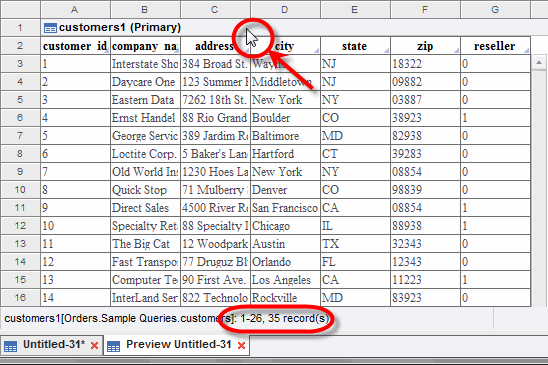 A B C D E F G
1 customers1 (Primary)
2 customer_id company_na address city state zip reseller
3 1 Interstate Sho 384 Broad St. Wayne NJ 18322 0
4 2 Daycare One 123 Summer Middletown NJ 09882 0
5 3 Eastern Data 7262 18th St. New York NY 03887 0
6 4 Ernst Handel 88 Rio Grand Boulder CO 38923 1
7 5 George Servic 389 Jardim R Baltimore MD 82938 0
8 6 Loctite Corp. 5 Baker's Lan Hartford CT 39283 0
9 7 Old World In 1230 Hoes La New York NY 08854 0
10 8 Quick Stop 71 Mulberry Denver CO 98839 0
11 9 Direct Sales 4500 River R San Francisco CA 08854 1
12 10 Specialty Reta 88 Specialty I Chicago IL 88938 1
13 11 The Big Cat 12 Woodpark Austin TX 32343 0
14 12 Fast Transpo 77 Druguz Bl Orlando FL 12343 0
15 13 Computer Te 90 First Ave. Los Angeles CA 11223 1
16 14 InterLand Ser 822 Technolo Rockville MD 83923 0
customers1[Orders.Sample Queries.customers]: 1-26, 35 record(s)
Untitled-31* Preview Untitled-31